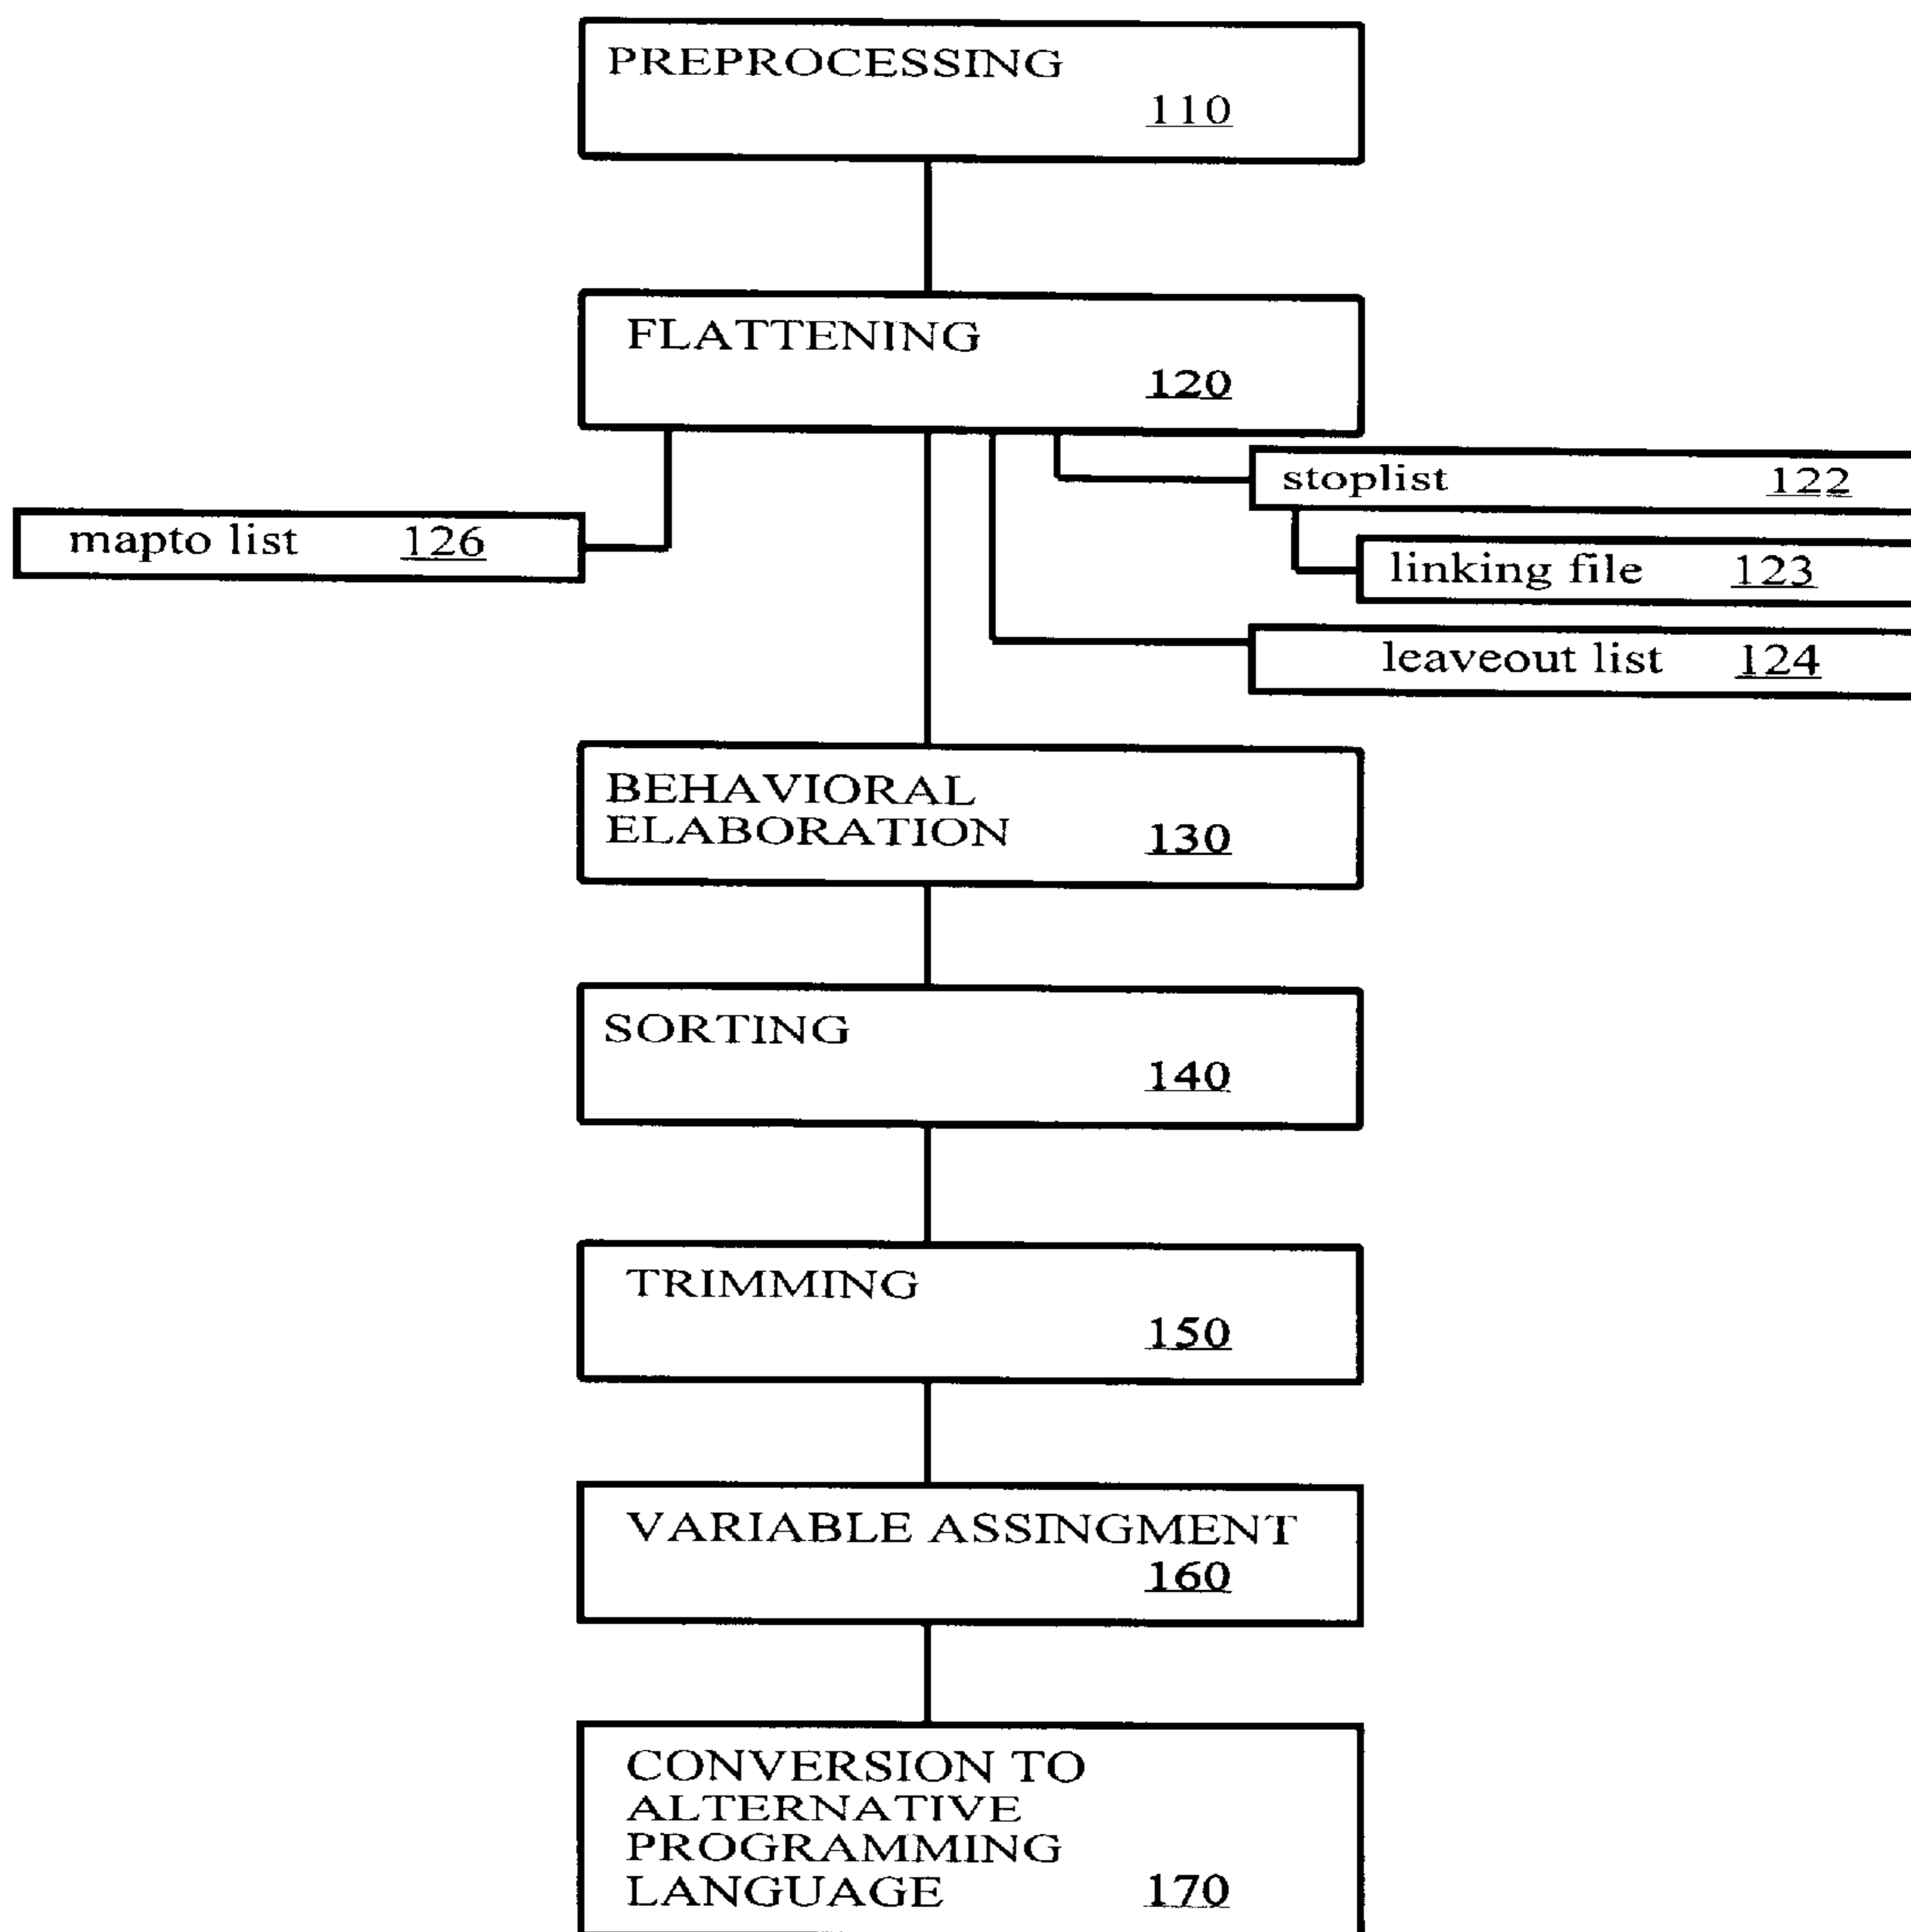 PREPROCESSING
110
FLATTENING
120
stoplist 122
mapto list 126
linking file 123
leaveout list 124
BEHAVIORAL
ELABORATION 130
SORTING
140
TRIMMING
150
VARIABLE ASSINGMENT
160
CONVERSION TO
ALTERNATIVE
PROGRAMMING
LANGUAGE 170